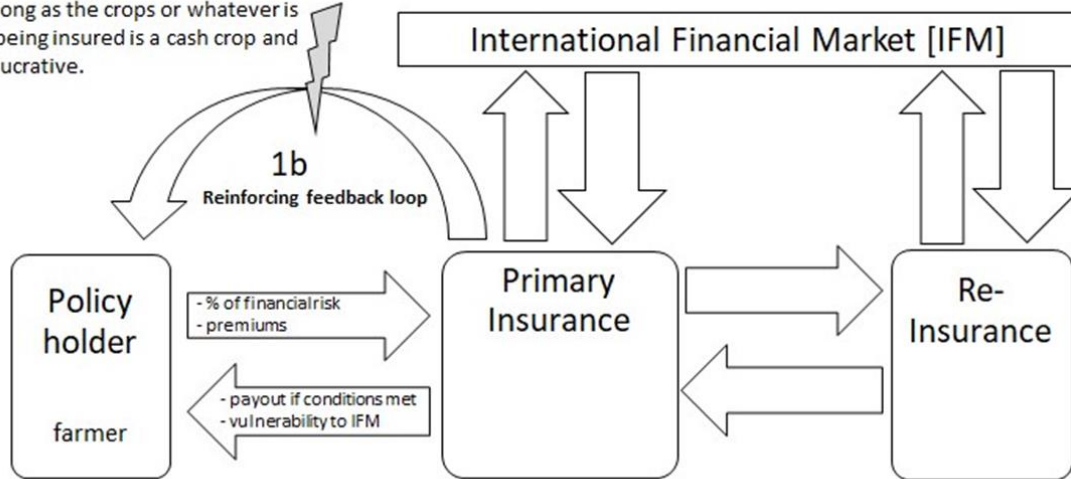 ong as the crops or whatever is
being insured is a cash crop and
ucrative.
International Financial Market [IFM]
1b
Reinforcing feedback loop
Policy
holder
farmer
- % of financial risk
- premiums
- payout if conditions met
- vulnerability to IFM
Primary
Insurance
Re-
Insurance